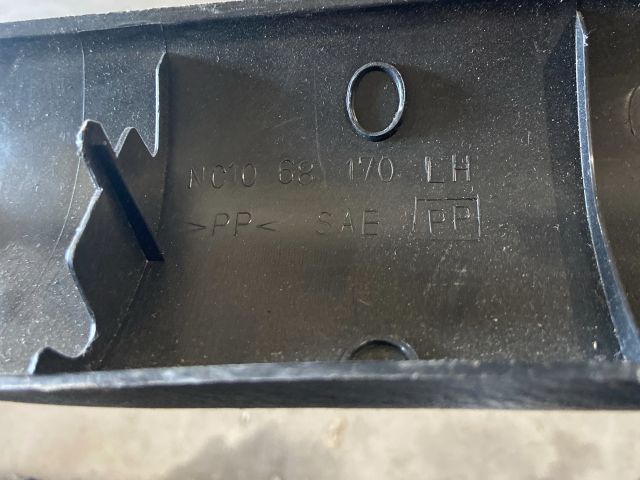 NC10 68 170 LH
>PP< SAE PP